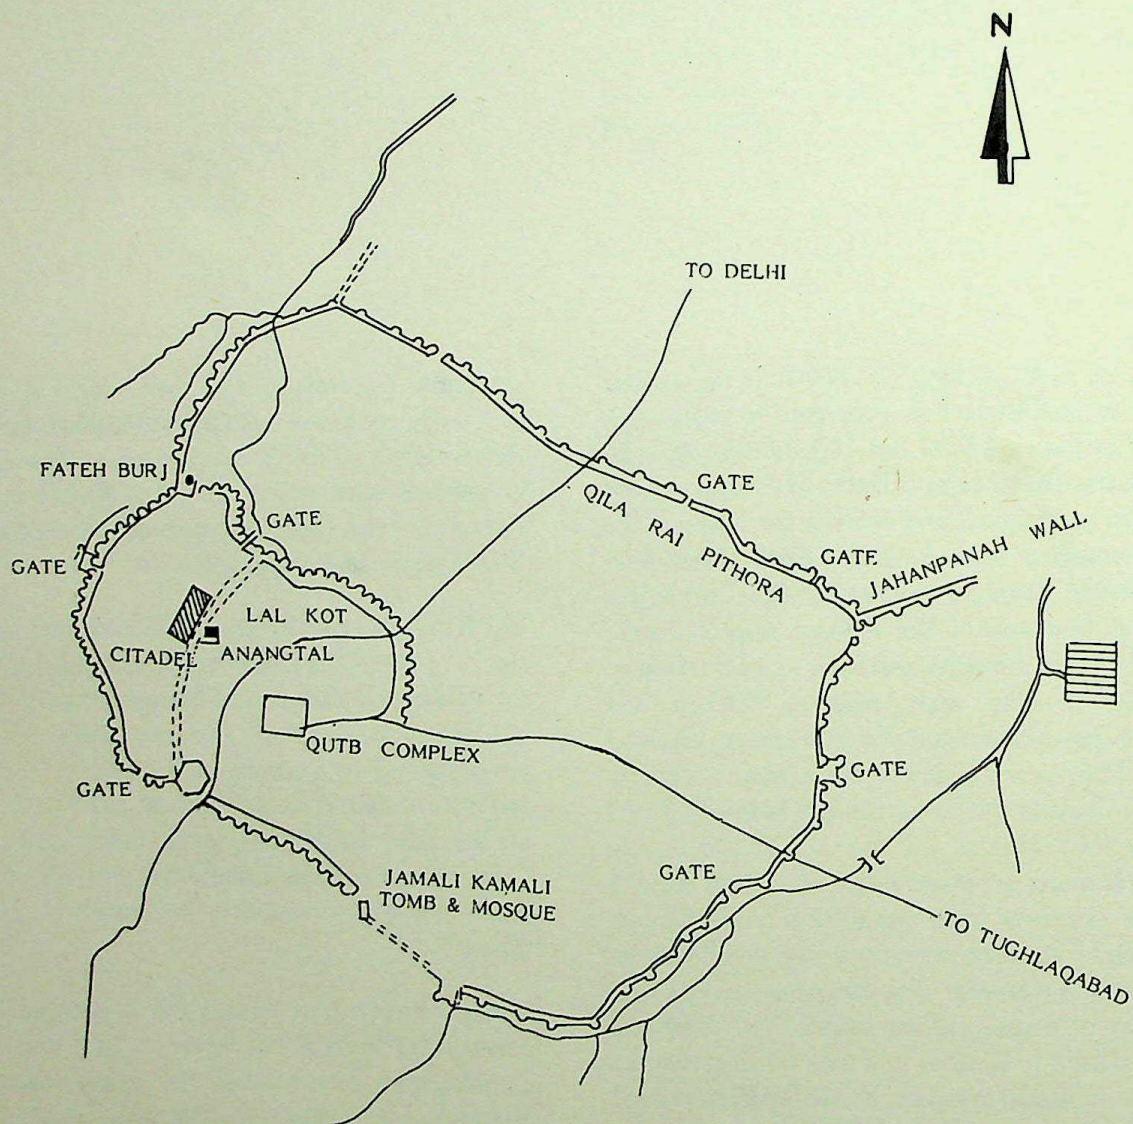 N
TO DELHI
FATEH BURJ
GATE
QILA RAI PITHORA
GATE
GATE
JAHANPANAH WALL
GATE
LAL KOT
CITADEL
ANANGTAL
QUTB COMPLEX
GATE
GATE
JAMALI KAMALI
TOMB & MOSQUE
GATE
TO TUGHLAQABAD